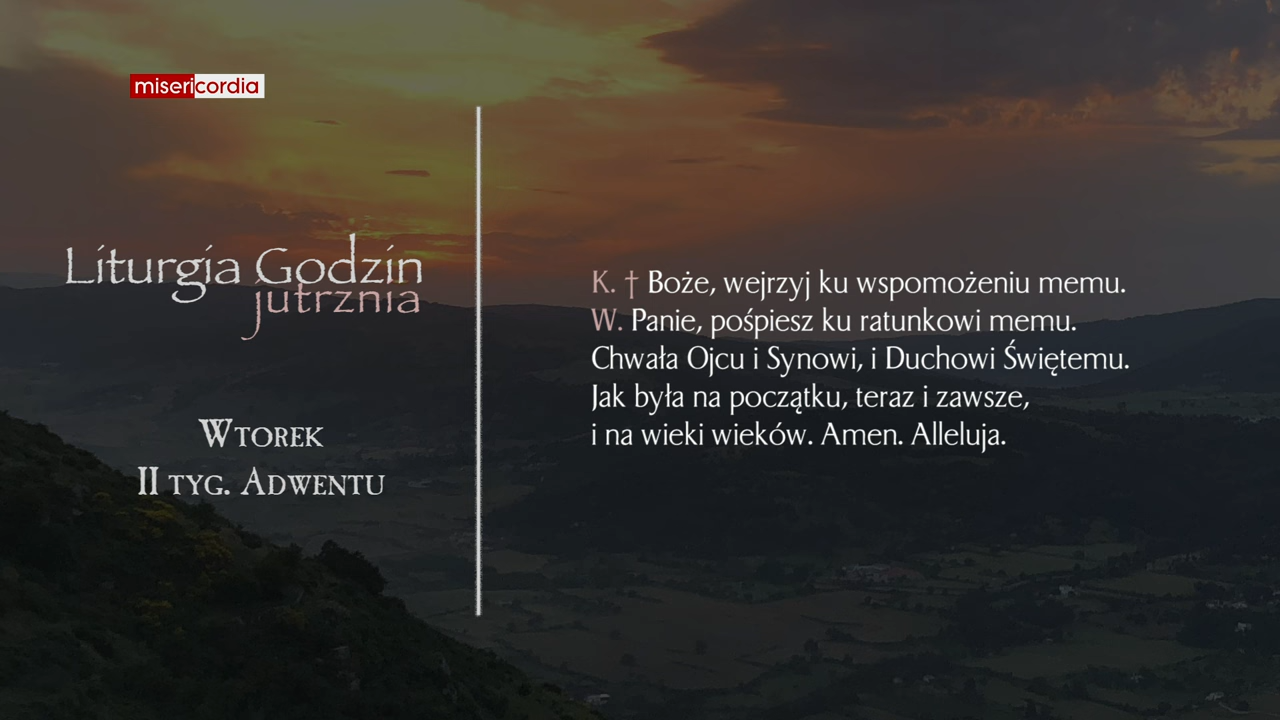 misericordia
Liturgia Godzin
jutrznia
Wtorek
II tyg. Adwentu
K. † Boże, wejrzyj ku wspomożeniu memu.
W. Panie, pośpiesz ku ratunkowi memu.
Chwała Ojcu i Synowi, i Duchowi Świętemu.
Jak była na początku, teraz i zawsze,
i na wieki wieków. Amen. Alleluja.